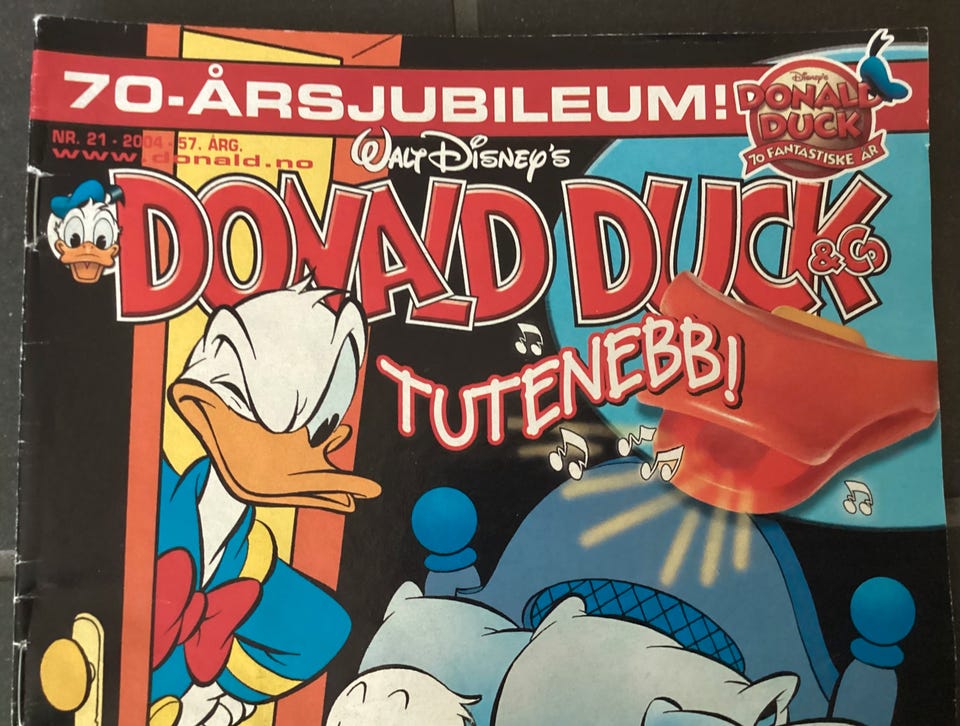 70-ÅRSJUBILEUM!
Disney's
DONALD
DUCK
70 FANTASTISKE ÅR
NR. 21 - 2004 - 57. ÅRG.
www.donald.no
WALT DISNEY'S
DONALD DUCK
& Co
TUTENEBB!